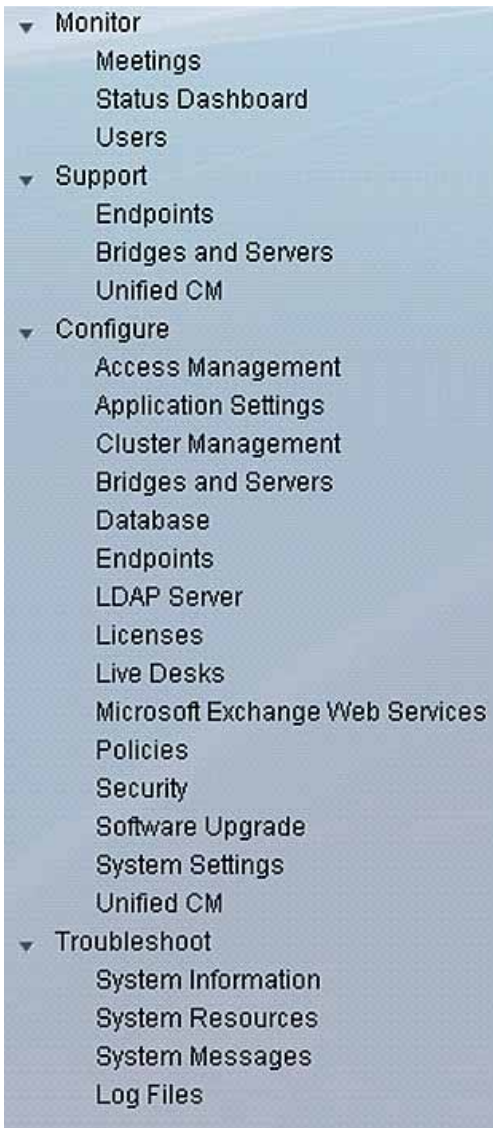 Monitor
Meetings
Status Dashboard
Users
Support
Endpoints
Bridges and Servers
Unified CM
Configure
Access Management
Application Settings
Cluster Management
Bridges and Servers
Database
Endpoints
LDAP Server
Licenses
Live Desks
Microsoft Exchange Web Services
Policies
Security
Software Upgrade
System Settings
Unified CM
Troubleshoot
System Information
System Resources
System Messages
Log Files